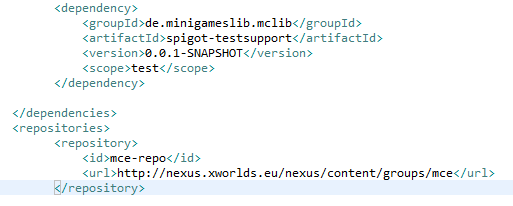 <dependency>
<groupId>de.minigameslib.mclib</groupId>
<artifactId>spigot-testsupport</artifactId>
<version>0.0.1-SNAPSHOT</version>
<scope>test</scope>
</dependency>
</dependencies>
<repositories>
<repository>
<id>mce-repo</id>
<url>http://nexus.xworlds.eu/nexus/content/groups/mce</url>
</repository>